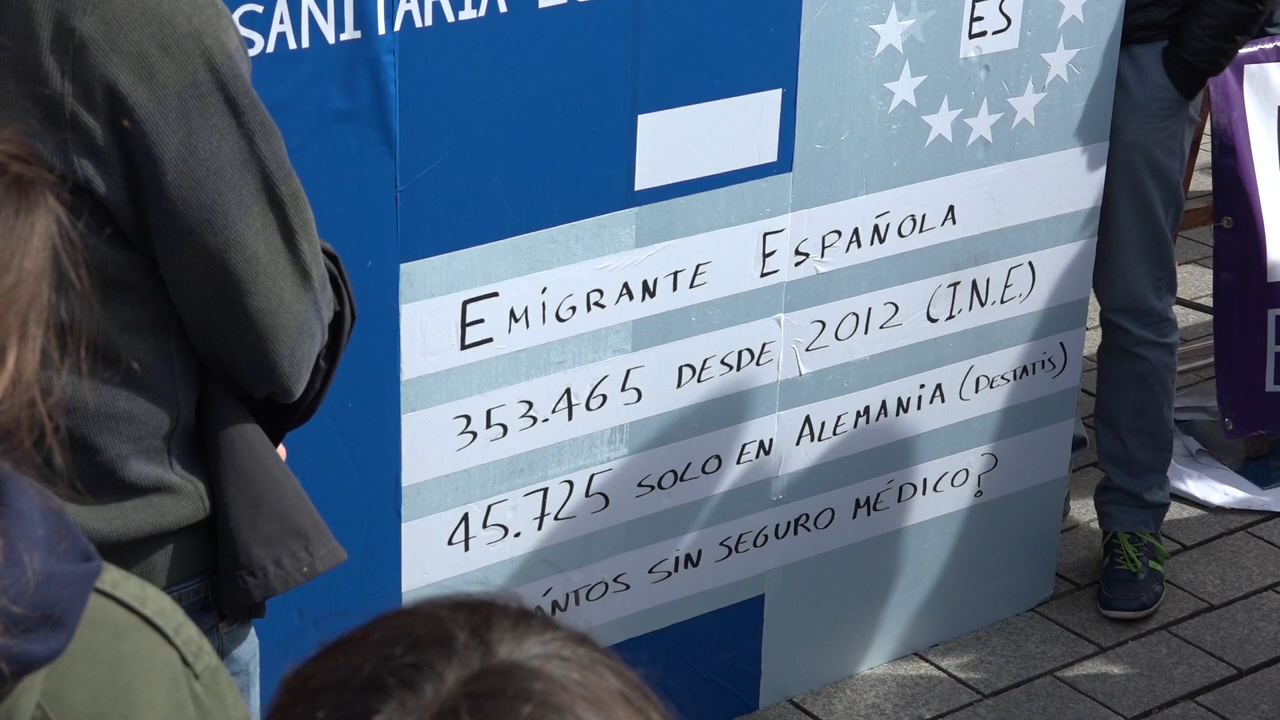 SANITARIA
ES
EMIGRANTE ESPAÑOLA
353.465 DESDE 2012 (I.N.E.)
45.725 SOLO EN ALEMANIA (DESTATIS)
SIN SEGURO MÉDICO?